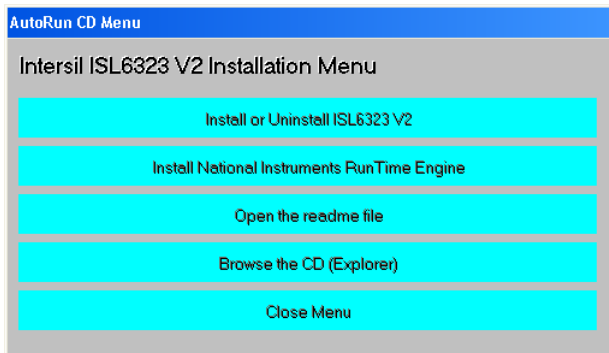 AutoRun CD Menu
Intersil ISL6323 V2 Installation Menu
Install or Uninstall ISL6323 V2
Install National Instruments RunTime Engine
Open the readme file
Browse the CD (Explorer)
Close Menu